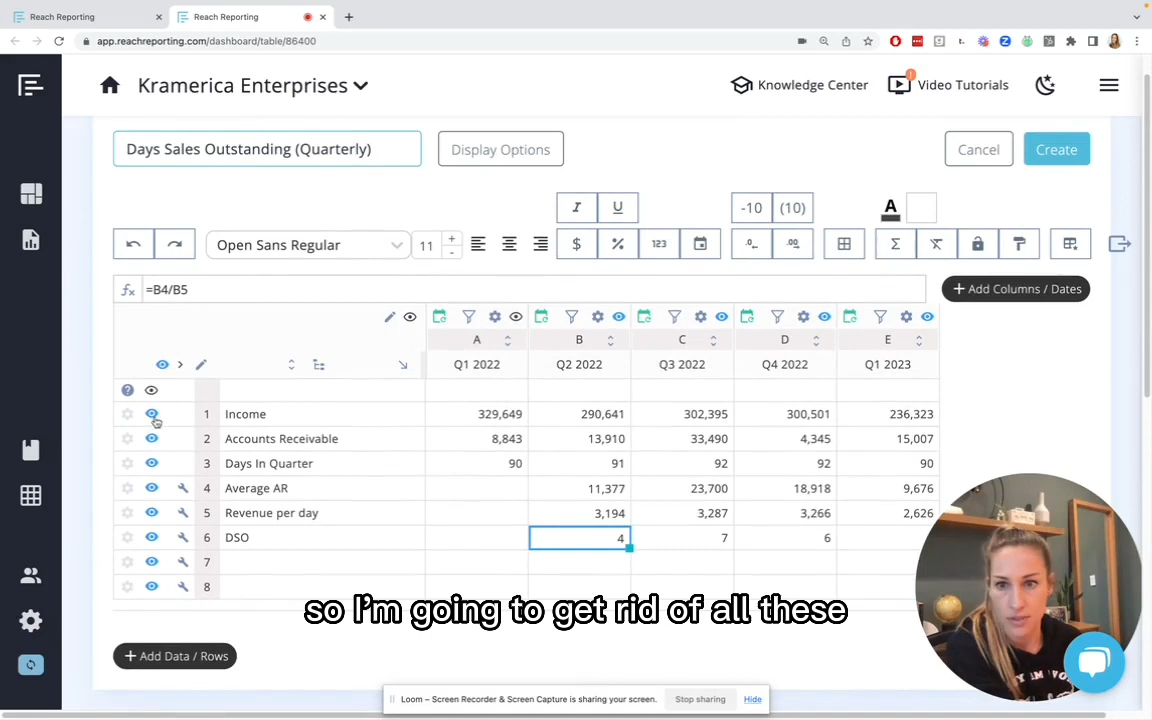 Reach Reporting
Reach Reporting
app.reachreporting.com/dashboard/table/86400
Kramerica Enterprises
Knowledge Center
Video Tutorials
Days Sales Outstanding (Quarterly)
Display Options
Cancel
Create
I U -10 (10) A
Open Sans Regular 11 + - $ % 123 .0 .00 Σ
fx =B4/B5
+ Add Columns / Dates
A B C D E
Q1 2022 Q2 2022 Q3 2022 Q4 2022 Q1 2023
1 Income 329,649 290,641 302,395 300,501 236,323
2 Accounts Receivable 8,843 13,910 33,490 4,345 15,007
3 Days In Quarter 90 91 92 92 90
4 Average AR 11,377 23,700 18,918 9,676
5 Revenue per day 3,194 3,287 3,266 2,626
6 DSO 4 7 6
7
8
so I'm going to get rid of all these
+ Add Data / Rows
Loom – Screen Recorder & Screen Capture is sharing your screen. Stop sharing Hide